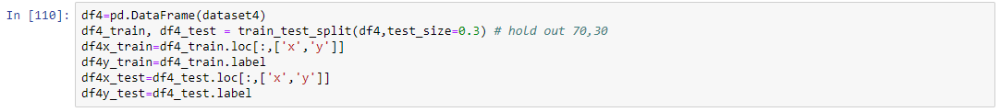 In [110]: df4=pd.DataFrame(dataset4)
df4_train, df4_test = train_test_split(df4,test_size=0.3) # hold out 70,30
df4x_train=df4_train.loc[:,['x','y']]
df4y_train=df4_train.label
df4x_test=df4_test.loc[:,['x','y']]
df4y_test=df4_test.label